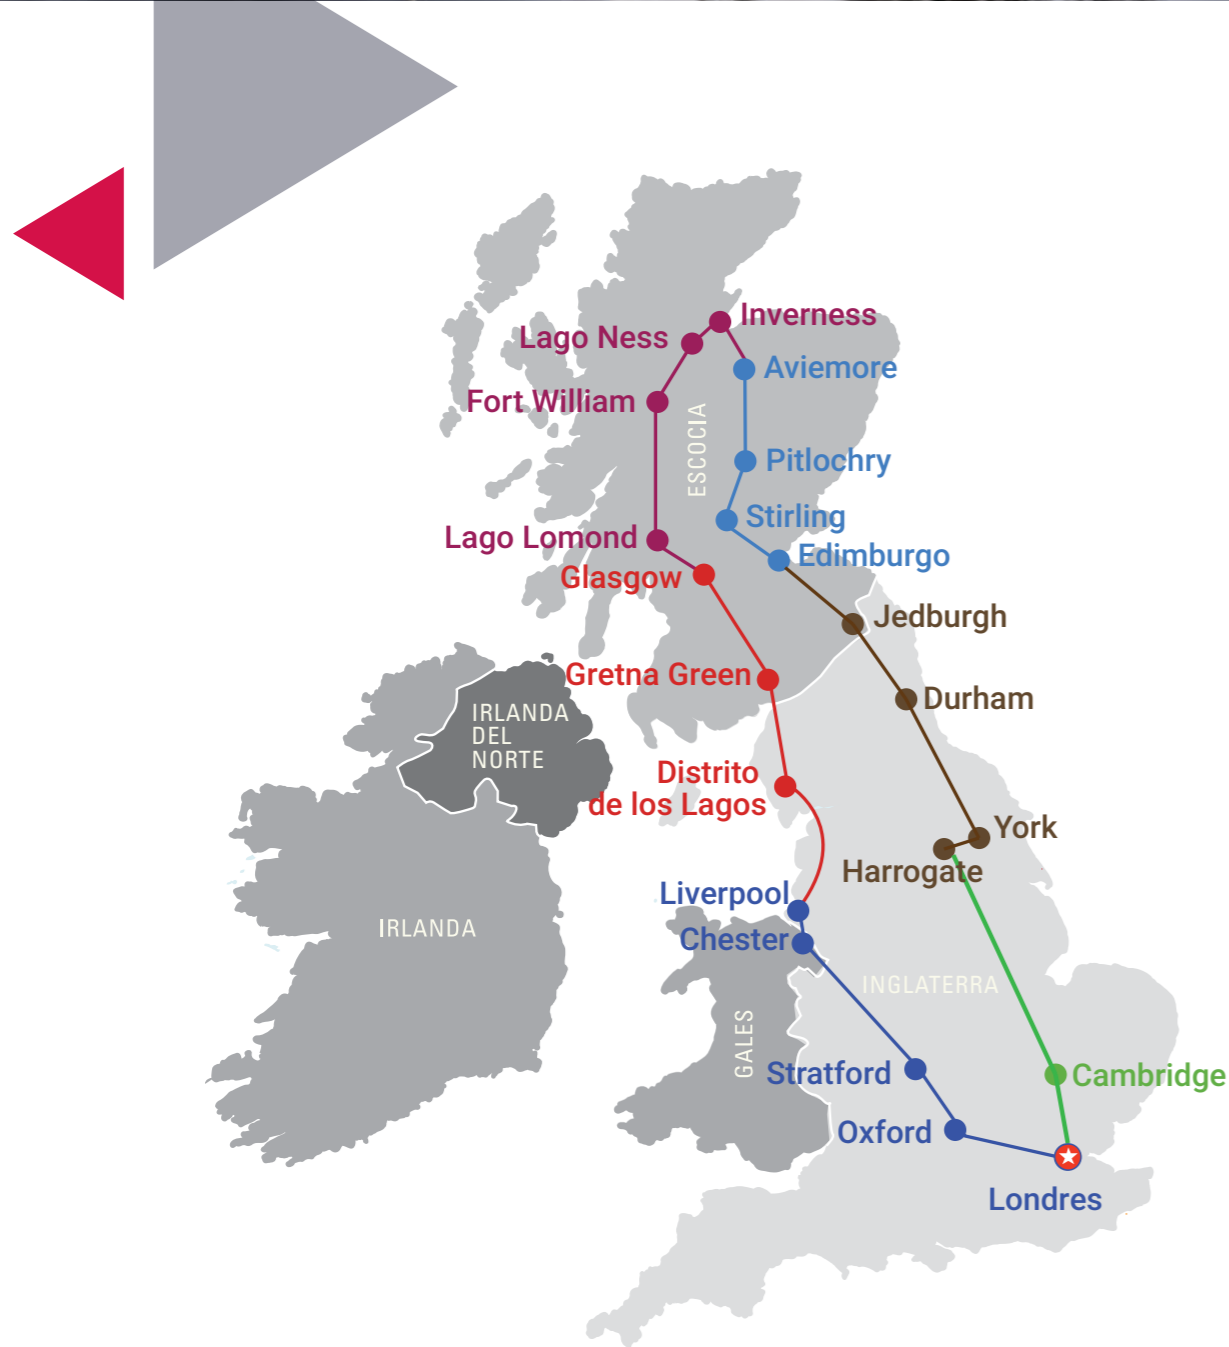 Inverness
Lago Ness
Aviemore
Fort William
ESCOCIA
Pitlochry
Stirling
Lago Lomond
Edimburgo
Glasgow
Jedburgh
Gretna Green
Durham
IRLANDA
DEL
NORTE
Distrito
de los Lagos
York
Harrogate
Liverpool
IRLANDA
Chester
INGLATERRA
GALES
Stratford
Cambridge
Oxford
Londres